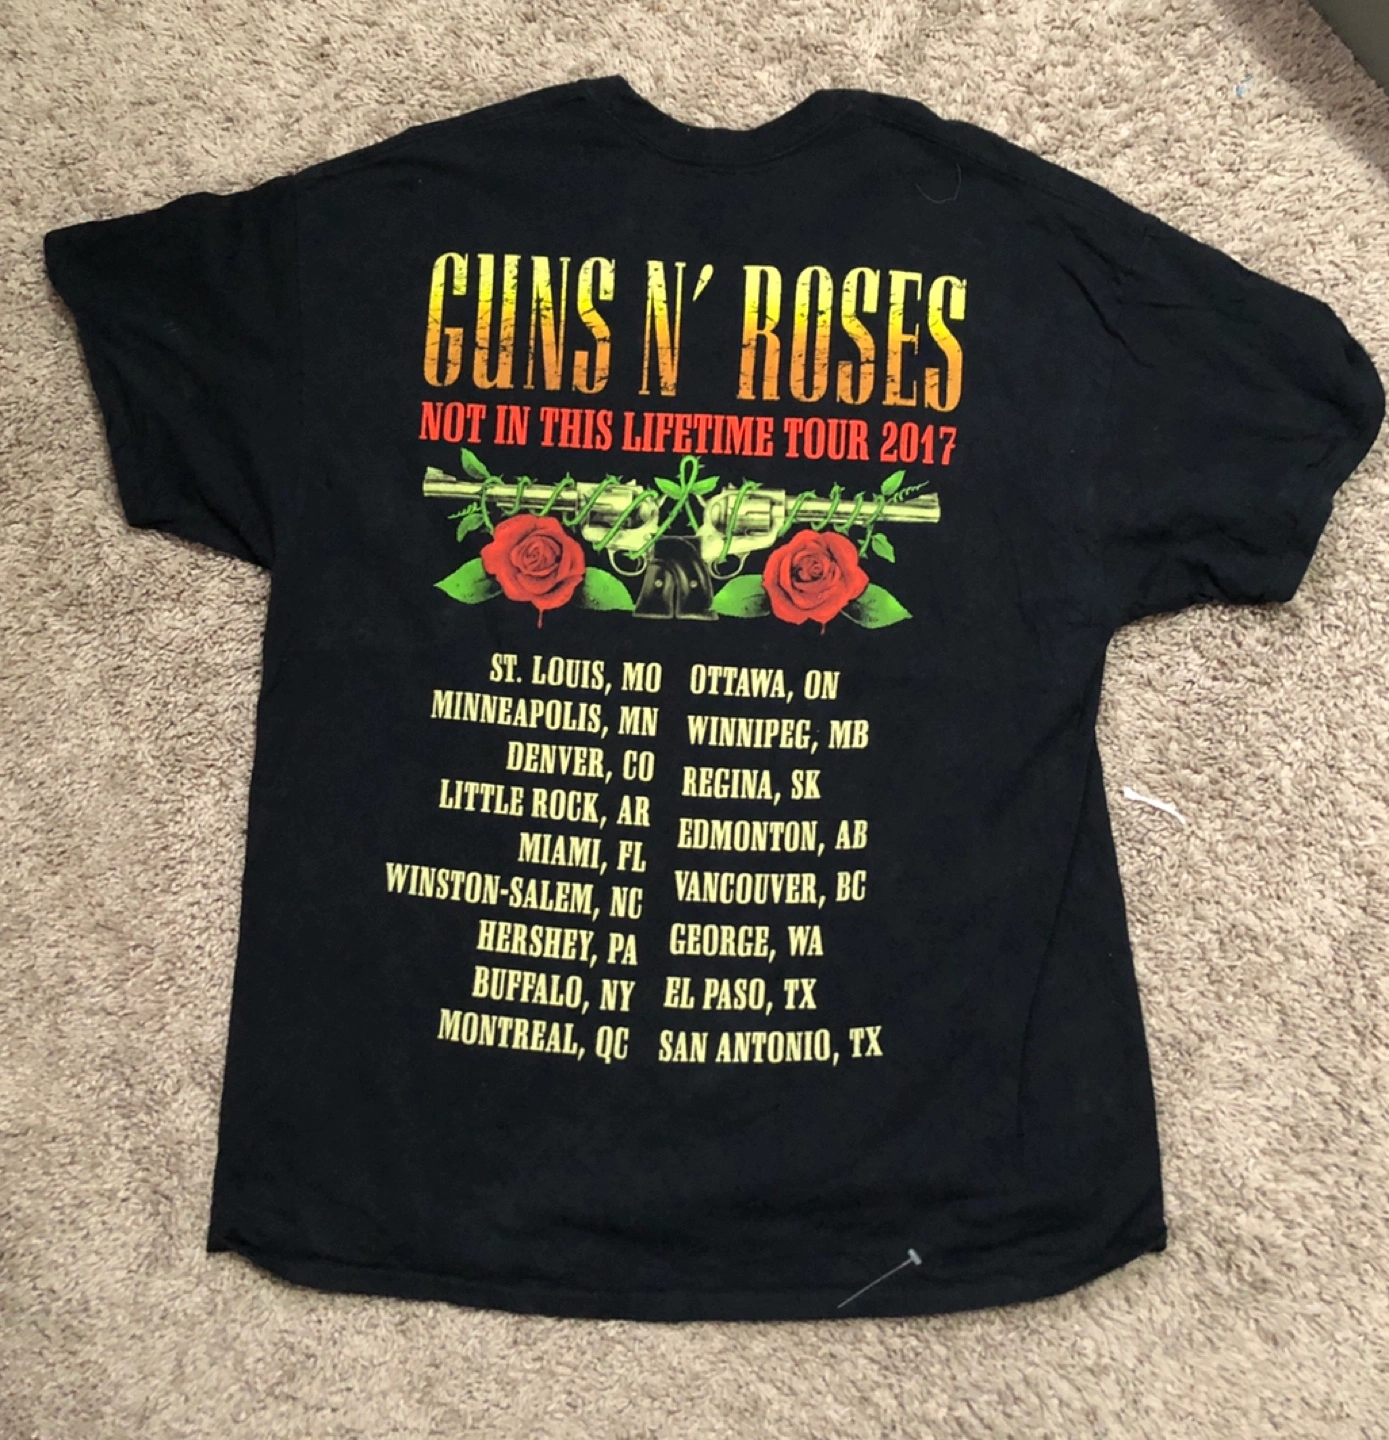 GUNS N' ROSES
NOT IN THIS LIFETIME TOUR 2017
ST. LOUIS, MO
MINNEAPOLIS, MN
DENVER, CO
LITTLE ROCK, AR
MIAMI, FL
WINSTON-SALEM, NC
HERSHEY, PA
BUFFALO, NY
MONTREAL, QC
OTTAWA, ON
WINNIPEG, MB
REGINA, SK
EDMONTON, AB
VANCOUVER, BC
GEORGE, WA
EL PASO, TX
SAN ANTONIO, TX